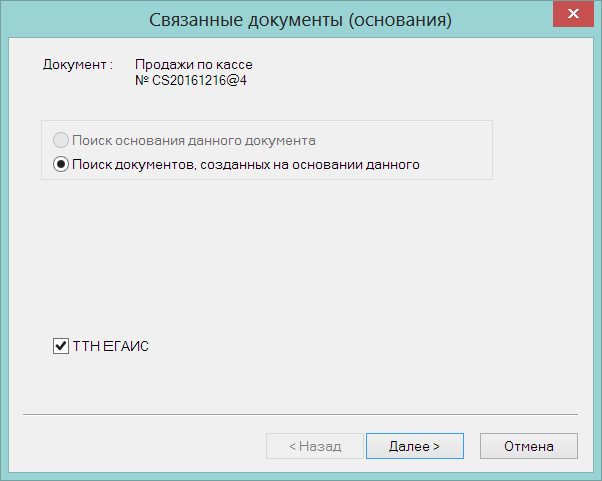 Связанные документы (основания)
Документ : Продажи по кассе
№ CS20161216@4
Поиск основания данного документа
Поиск документов, созданных на основании данного
ТТН ЕГАИС
< Назад Далее > Отмена